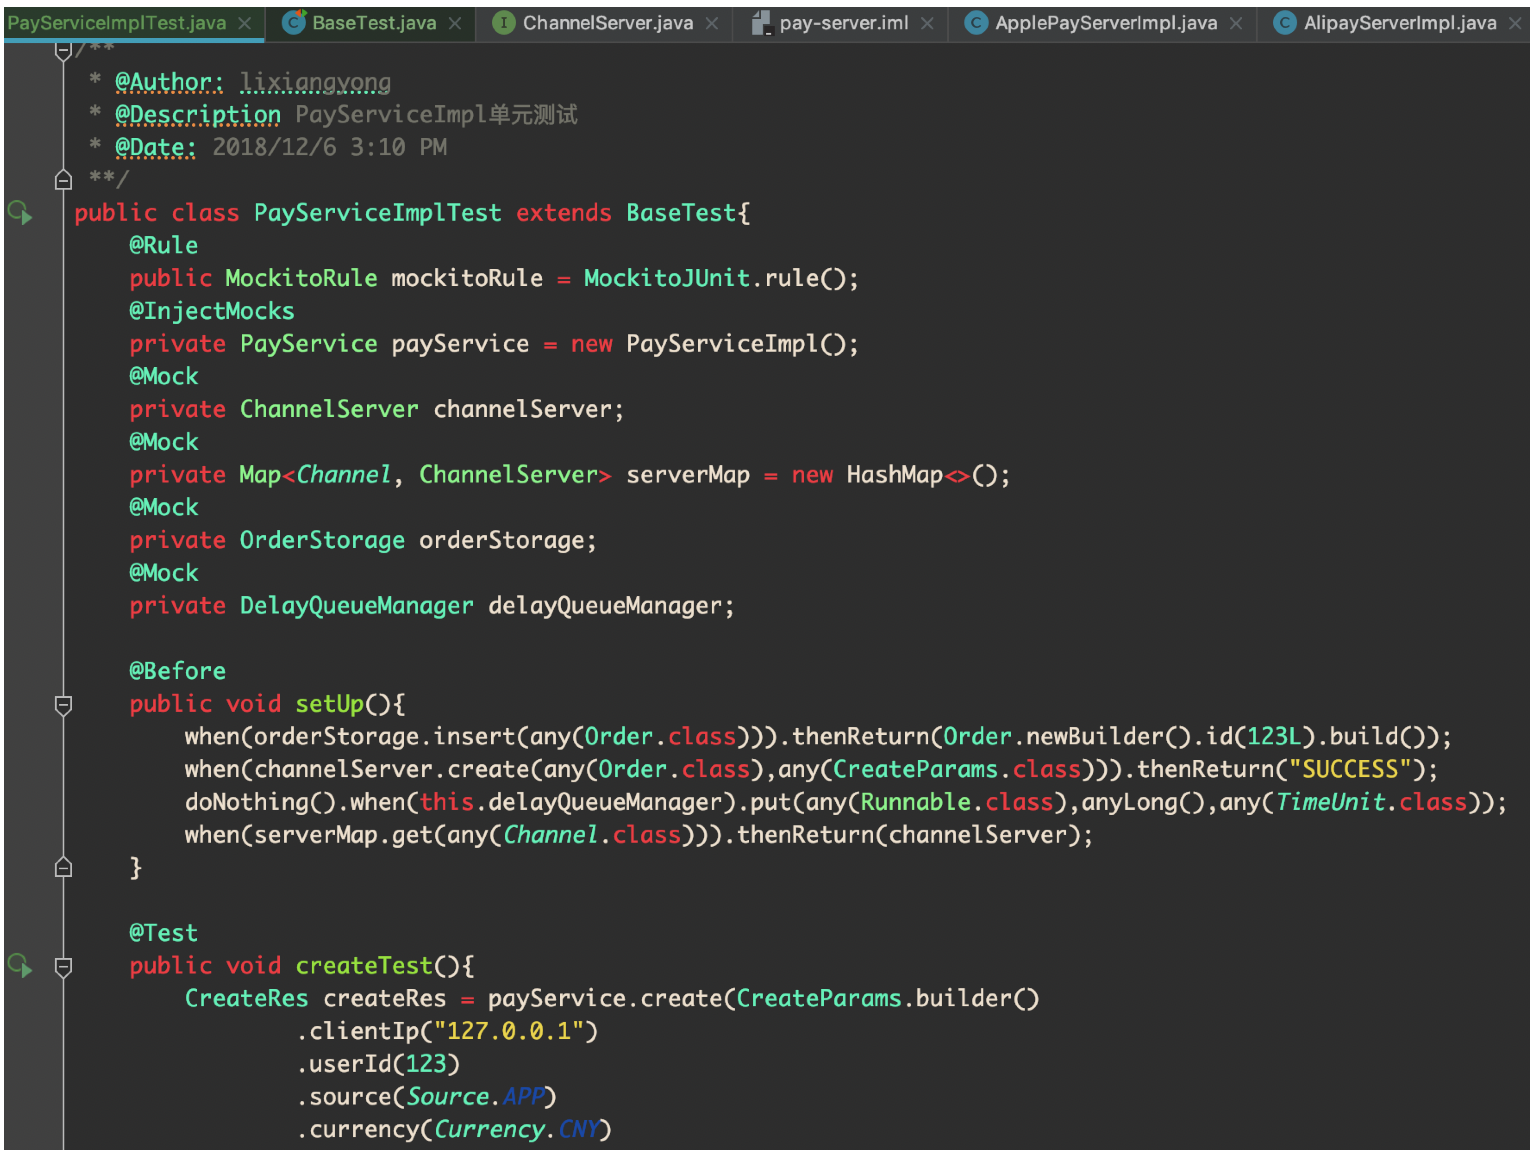 PayServiceImplTest.java BaseTest.java ChannelServer.java pay-server.iml ApplePayServerImpl.java AlipayServerImpl.java
/**
* @Author: lixiangyong
* @Description PayServiceImpl单元测试
* @Date: 2018/12/6 3:10 PM
**/
public class PayServiceImplTest extends BaseTest{
@Rule
public MockitoRule mockitoRule = MockitoJUnit.rule();
@InjectMocks
private PayService payService = new PayServiceImpl();
@Mock
private ChannelServer channelServer;
@Mock
private Map<Channel, ChannelServer> serverMap = new HashMap<>();
@Mock
private OrderStorage orderStorage;
@Mock
private DelayQueueManager delayQueueManager;
@Before
public void setUp(){
when(orderStorage.insert(any(Order.class))).thenReturn(Order.newBuilder().id(123L).build());
when(channelServer.create(any(Order.class),any(CreateParams.class))).thenReturn("SUCCESS");
doNothing().when(this.delayQueueManager).put(any(Runnable.class),anyLong(),any(TimeUnit.class));
when(serverMap.get(any(Channel.class))).thenReturn(channelServer);
}
@Test
public void createTest(){
CreateRes createRes = payService.create(CreateParams.builder()
.clientIp("127.0.0.1")
.userId(123)
.source(Source.APP)
.currency(Currency.CNY)